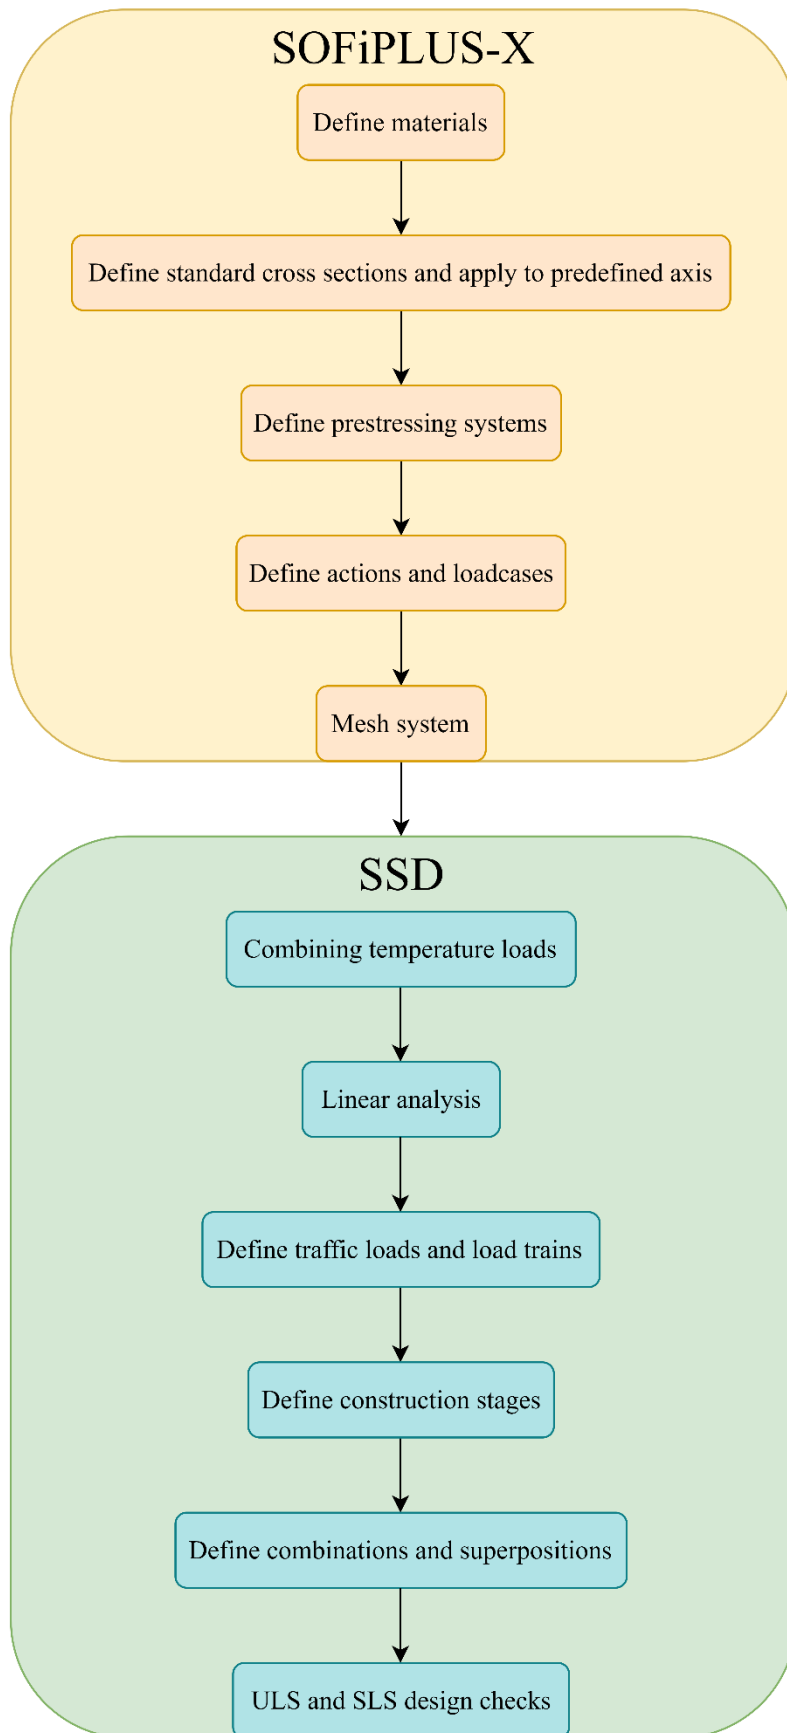 SOFiPLUS-X
Define materials
Define standard cross sections and apply to predefined axis
Define prestressing systems
Define actions and loadcases
Mesh system
SSD
Combining temperature loads
Linear analysis
Define traffic loads and load trains
Define construction stages
Define combinations and superpositions
ULS and SLS design checks